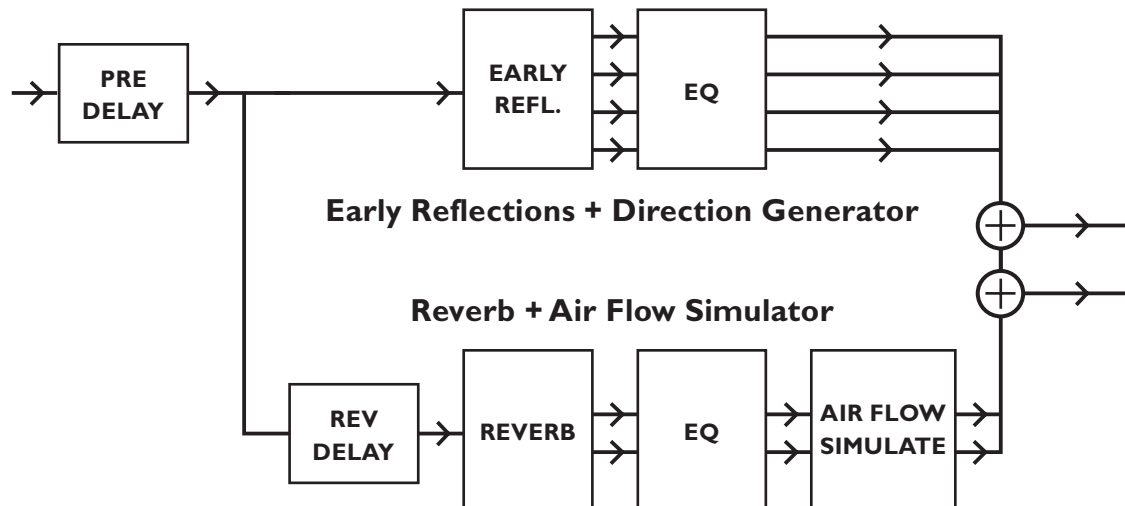 PRE
DELAY
EARLY
REFL.
EQ
Early Reflections + Direction Generator
Reverb + Air Flow Simulator
REV
DELAY
REVERB
EQ
AIR FLOW
SIMULATE